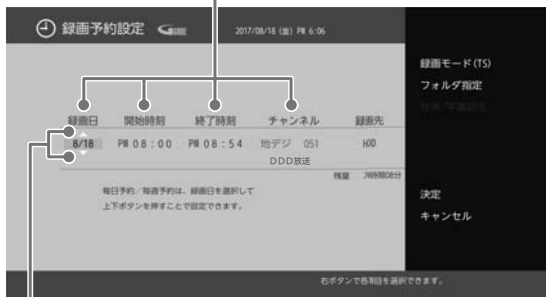 録画予約設定 G
2017/08/18 (金) PM 6:06
録画モード(TS)
フォルダ指定
録画日 開始時刻 終了時刻 チャンネル 録画先
8/18 PM 08:00 PM 08:54 地デジ 051 HDD
DDD放送
残量
毎日予約/毎週予約は、録画日を選択して
上下ボタンを押すことで設定できます。
決定
キャンセル
右ボタンで各項目を選択できます。